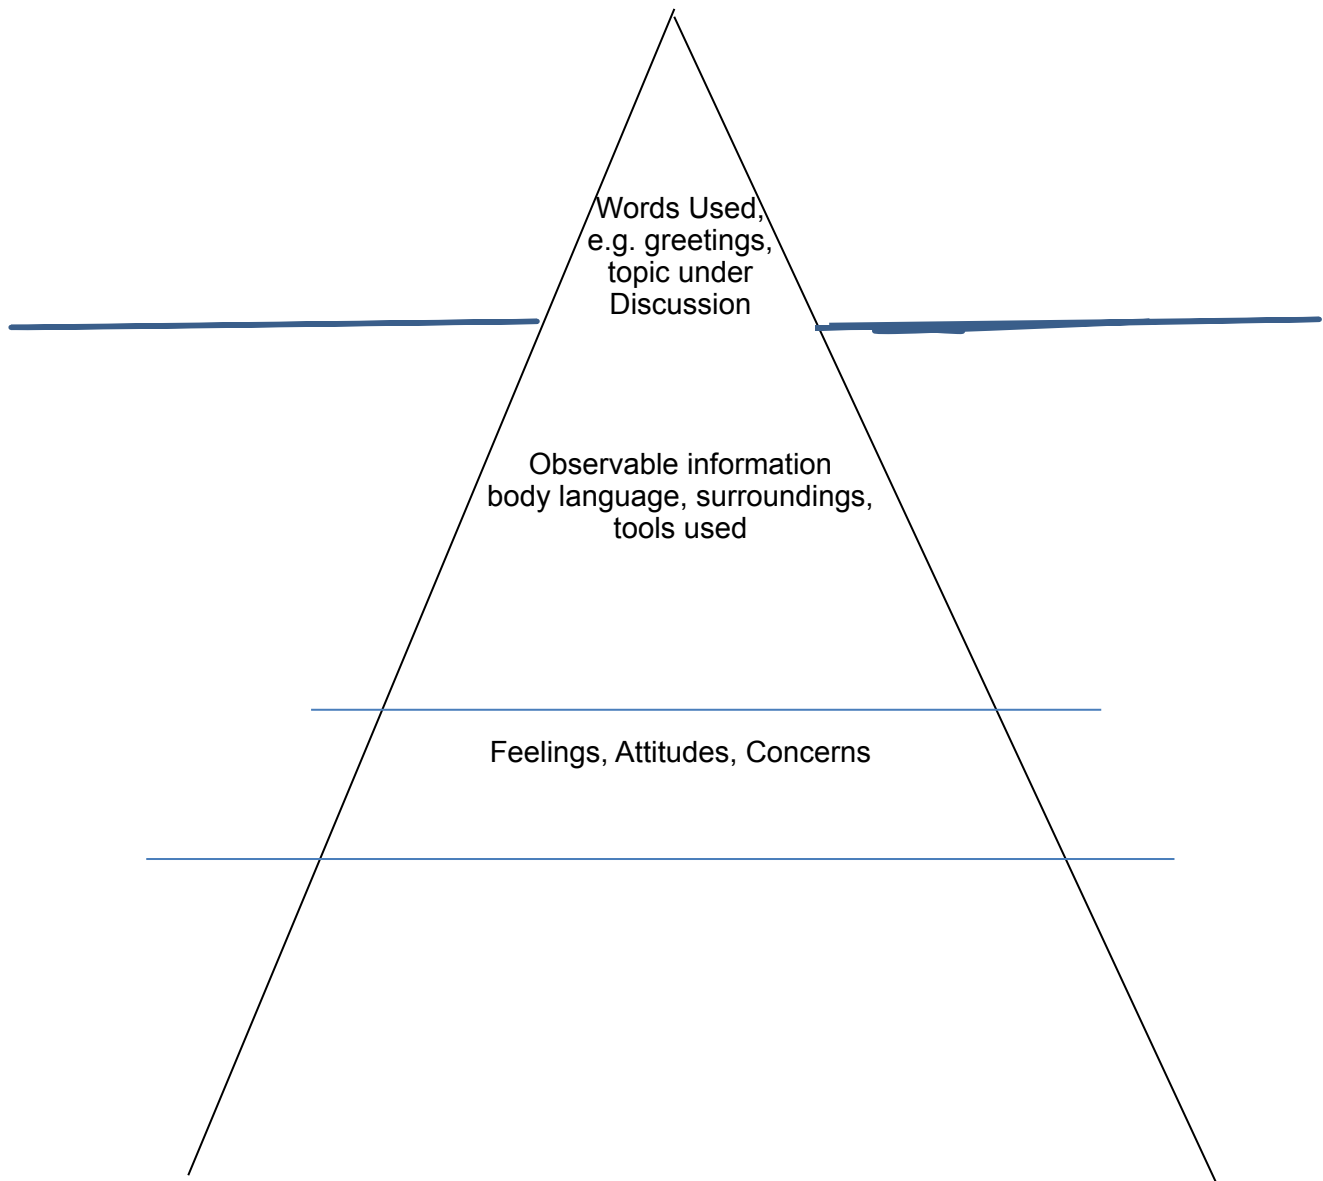 Words Used,
e.g. greetings,
topic under
Discussion
Observable information
body language, surroundings,
tools used
Feelings, Attitudes, Concerns